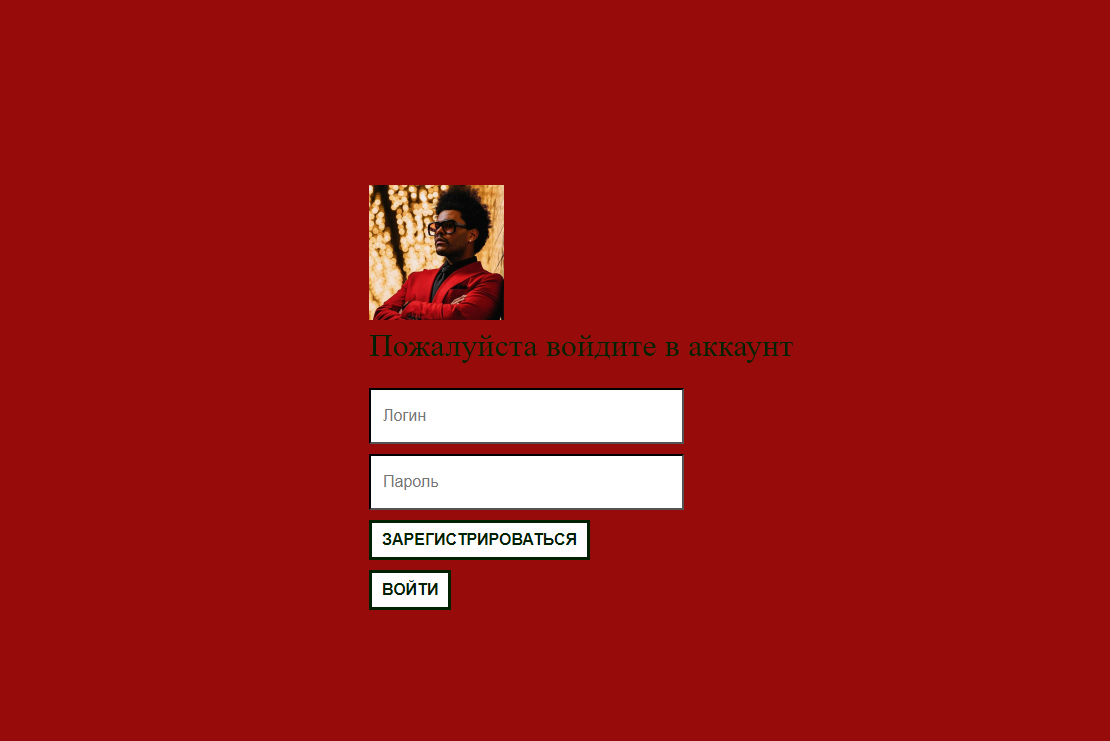 Пожалуйста войдите в аккаунт
Логин
Пароль
ЗАРЕГИСТРИРОВАТЬСЯ
ВОЙТИ